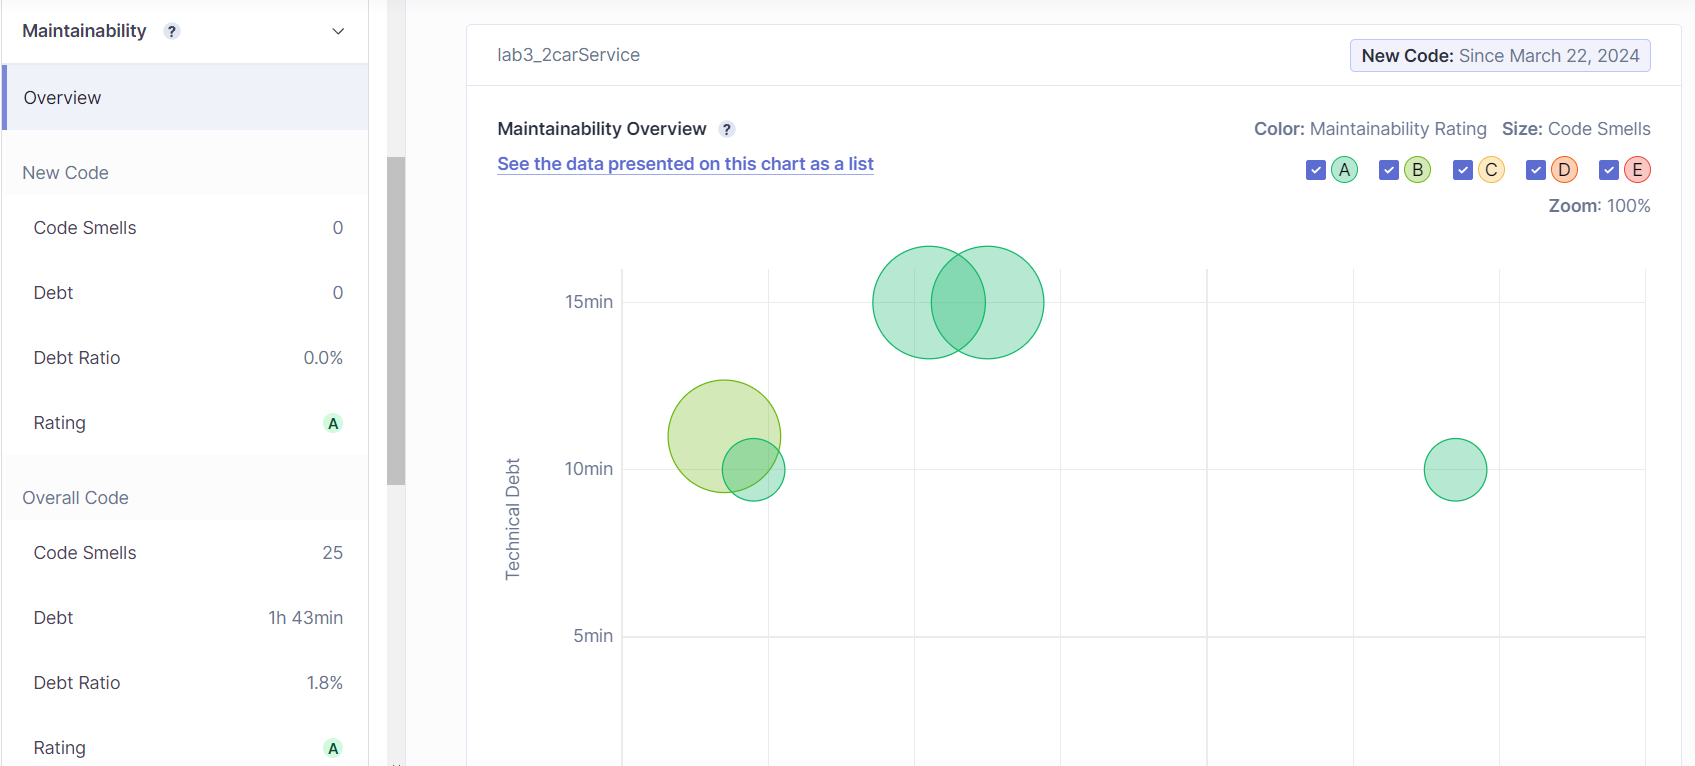 Maintainability ?
Overview
New Code
Code Smells 0
Debt 0
Debt Ratio 0.0%
Rating A
Overall Code
Code Smells 25
Debt 1h 43min
Debt Ratio 1.8%
Rating A
lab3_2carService
New Code: Since March 22, 2024
Maintainability Overview ?
See the data presented on this chart as a list
Color: Maintainability Rating Size: Code Smells
A B C D E
Zoom: 100%
15min
10min
5min
Technical Debt